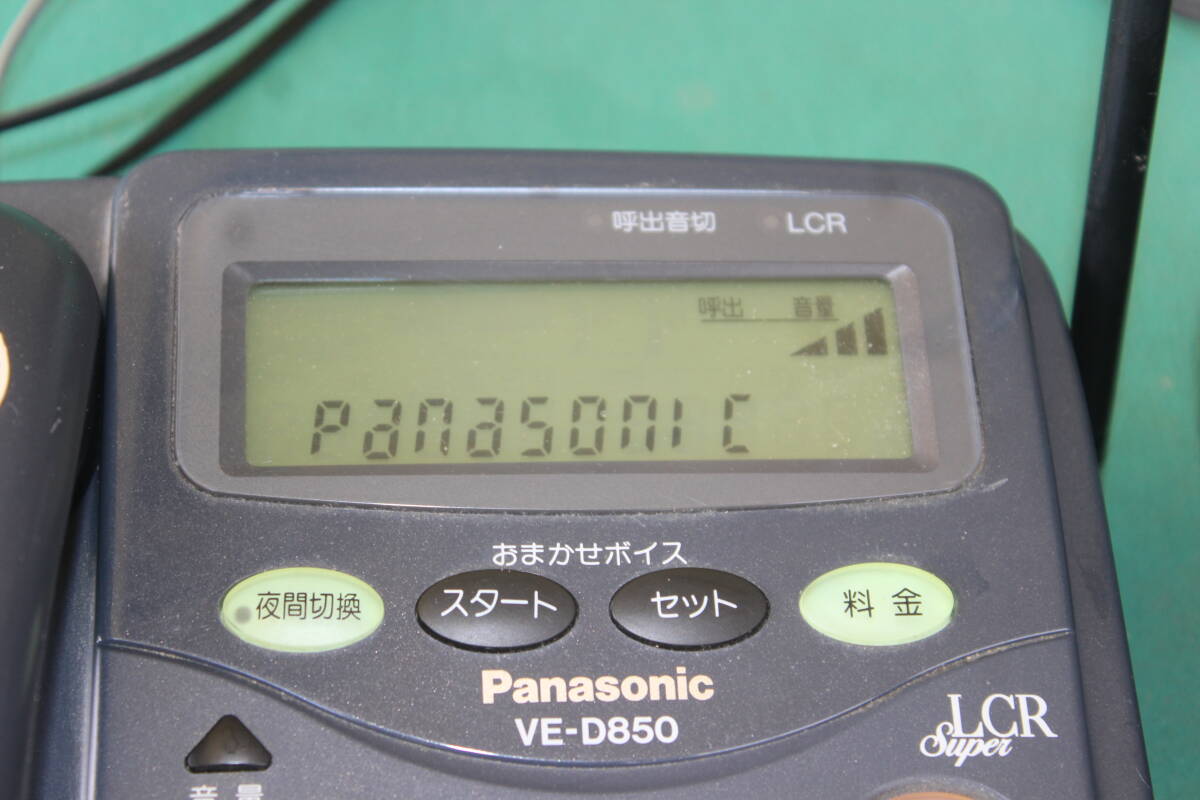 呼出音切 LCR
呼出 音量
Panasonic
おまかせボイス
夜間切換 スタート セット 料金
Panasonic
VE-D850
LCR
Super
音量